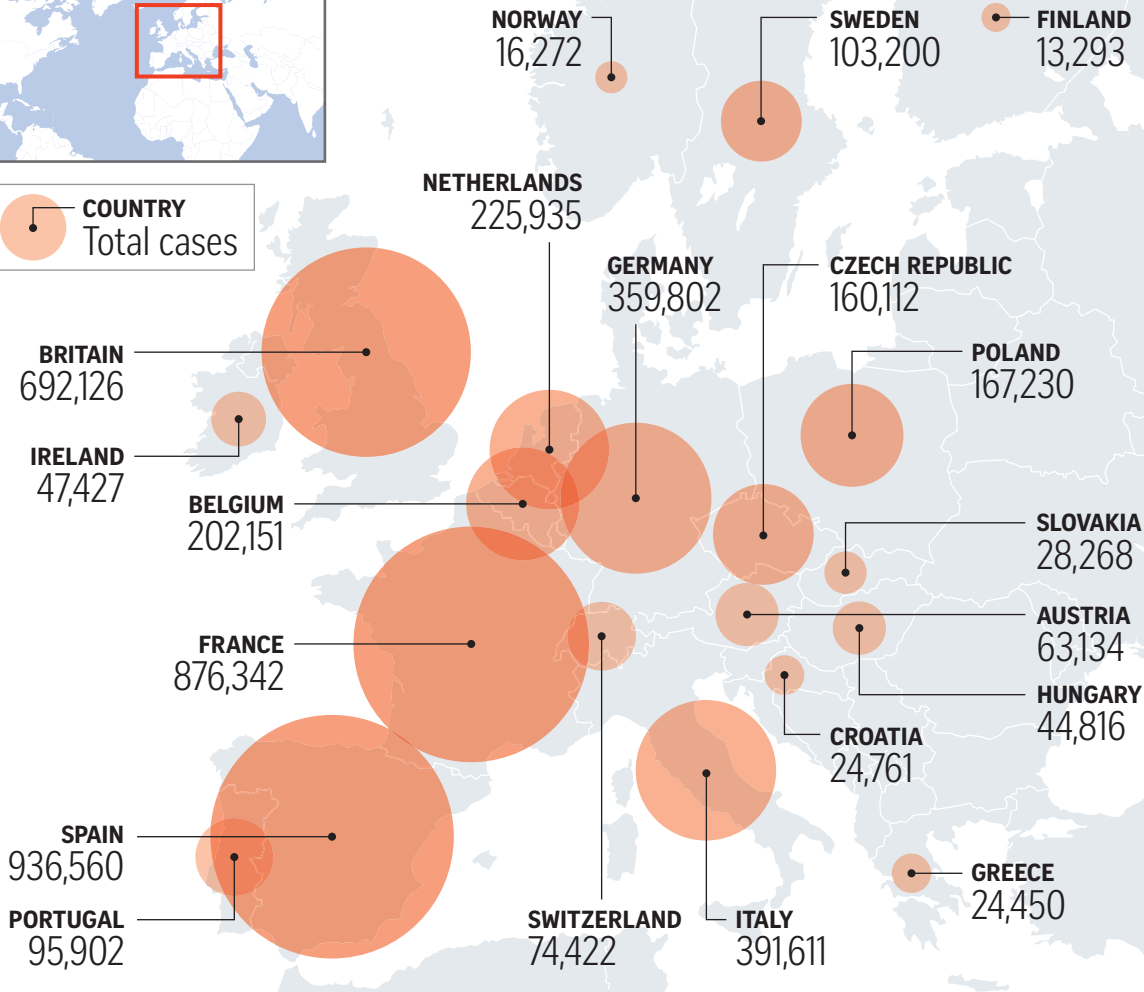 NORWAY
16,272
SWEDEN
103,200
FINLAND
13,293
COUNTRY
Total cases
NETHERLANDS
225,935
GERMANY
359,802
CZECH REPUBLIC
160,112
BRITAIN
692,126
POLAND
167,230
IRELAND
47,427
BELGIUM
202,151
SLOVAKIA
28,268
AUSTRIA
63,134
FRANCE
876,342
HUNGARY
44,816
CROATIA
24,761
SPAIN
936,560
GREECE
24,450
PORTUGAL
95,902
SWITZERLAND
74,422
ITALY
391,611